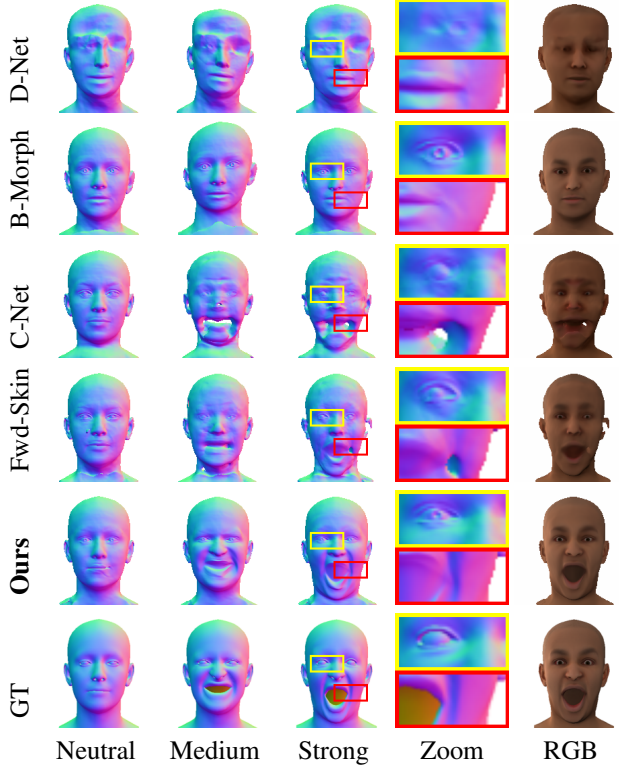 D-Net
B-Morph
C-Net
Fwd-Skin
Ours
GT
Neutral Medium Strong Zoom RGB